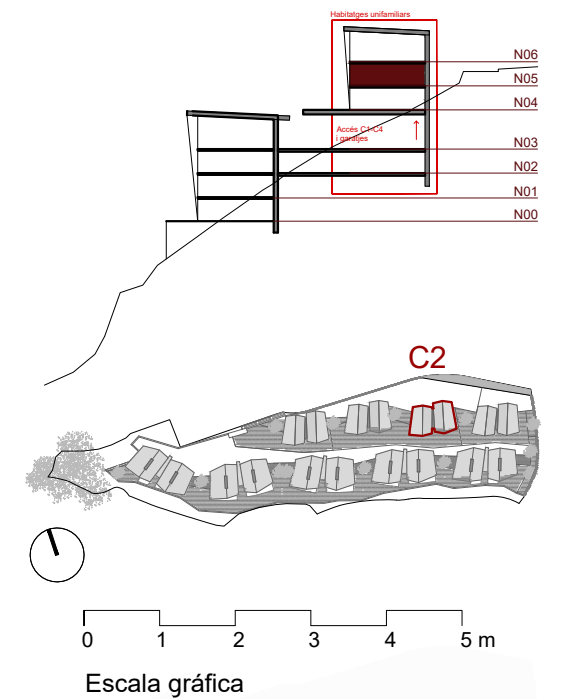 Habitatges unifamiliars
N06
N05
N04
Accés C1-C4
i garatjes
N03
N02
N01
N00
C2
0 1 2 3 4 5 m
Escala gráfica